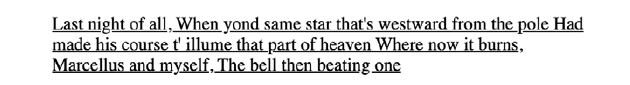 Last night of all, When yond same star that's westward from the pole Had
made his course t' illume that part of heaven Where now it burns,
Marcellus and myself, The bell then beating one